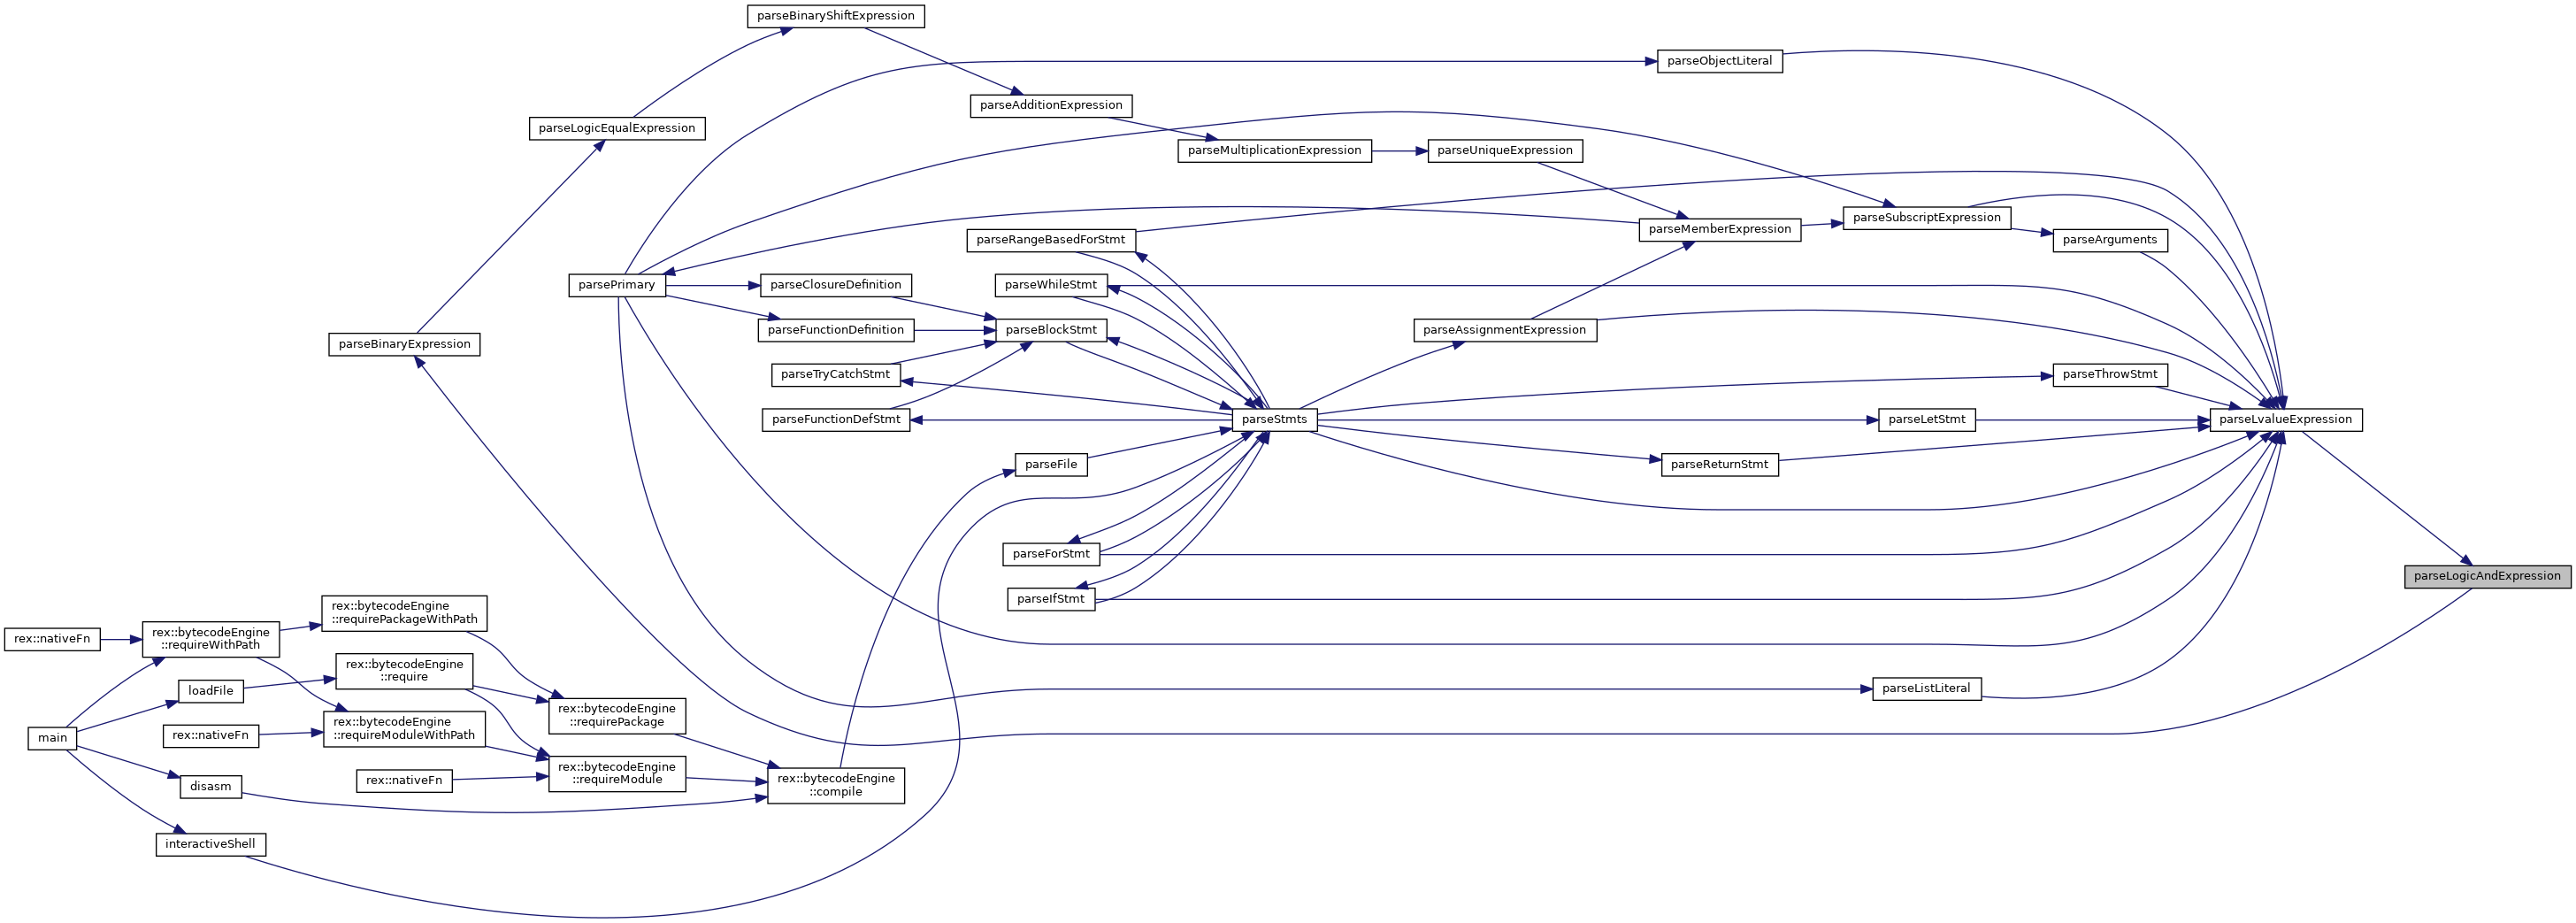 parseBinaryShiftExpression
parseObjectLiteral
parseAdditionExpression
parseLogicEqualExpression
parseMultiplicationExpression
parseUniqueExpression
parseSubscriptExpression
parseMemberExpression
parseRangeBasedForStmt
parseArguments
parsePrimary
parseClosureDefinition
parseWhileStmt
parseFunctionDefinition
parseBlockStmt
parseAssignmentExpression
parseBinaryExpression
parseTryCatchStmt
parseThrowStmt
parseFunctionDefStmt
parseStmts
parseLetStmt
parseLvalueExpression
parseFile
parseReturnStmt
parseForStmt
parseLogicAndExpression
parseIfStmt
rex::bytecodeEngine
::requirePackageWithPath
rex::nativeFn
rex::bytecodeEngine
::requireWithPath
rex::bytecodeEngine
::require
loadFile
parseListLiteral
rex::bytecodeEngine
::requirePackage
main
rex::nativeFn
rex::bytecodeEngine
::requireModuleWithPath
rex::nativeFn
rex::bytecodeEngine
::requireModule
disasm
rex::bytecodeEngine
::compile
interactiveShell